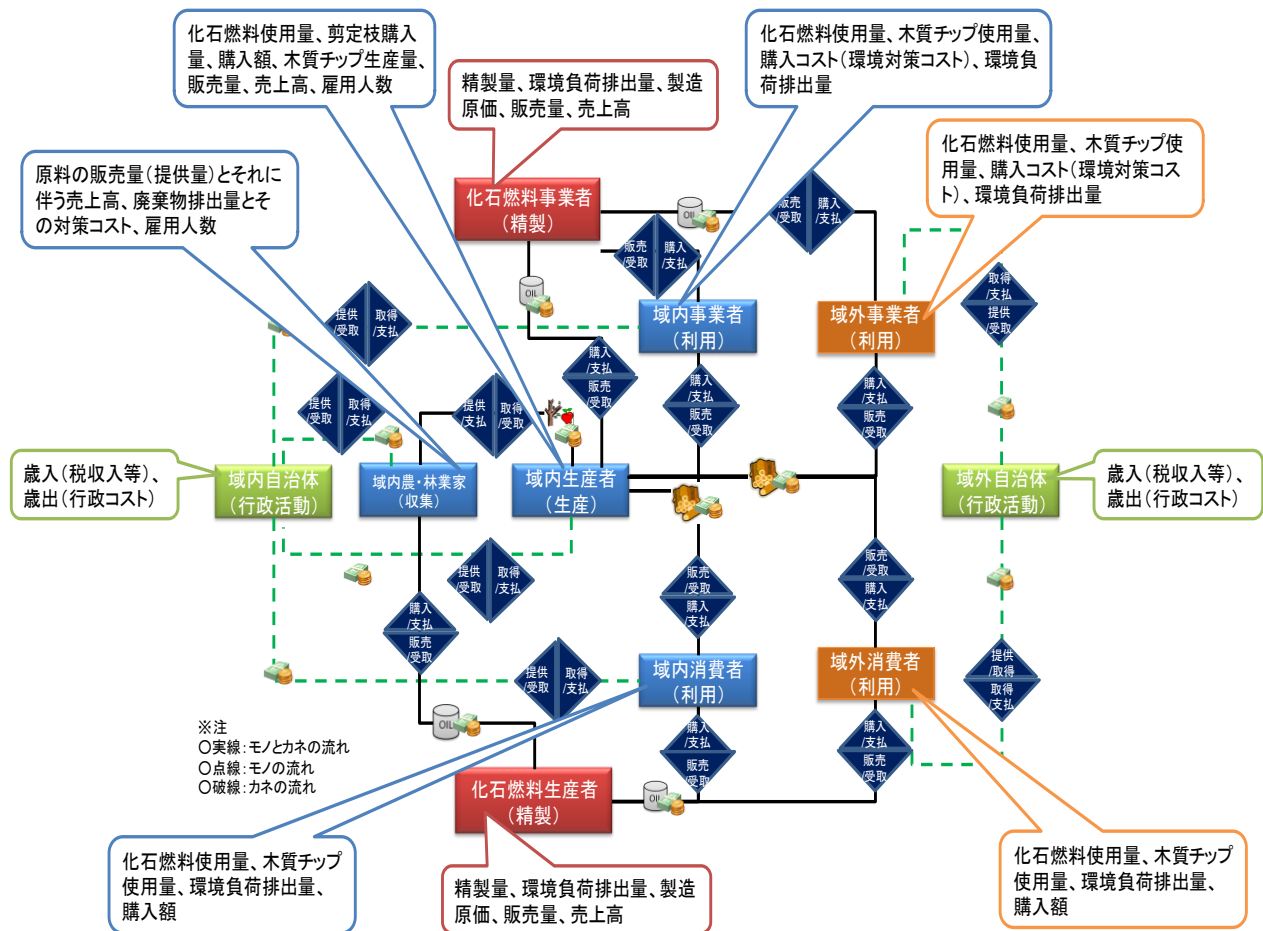 化石燃料使用量、剪定枝購入
量、購入額、木質チップ生産量、
販売量、売上高、雇用人数
精製量、環境負荷排出量、製造
原価、販売量、売上高
化石燃料使用量、木質チップ使用量、
購入コスト(環境対策コスト)、環境負
荷排出量
化石燃料使用量、木質チップ使
用量、購入コスト(環境対策コス
ト)、環境負荷排出量
原料の販売量(提供量)とそれに
伴う売上高、廃棄物排出量とそ
の対策コスト、雇用人数
化石燃料事業者
(精製)
OIL
販売
/受取
購入
/支払
販売
/受取
購入
/支払
OIL
域内事業者
(利用)
域外事業者
(利用)
取得
/支払
提供
/受取
提供
/受取
取得
/支払
購入
/支払
販売
/受取
購入
/支払
販売
/受取
購入
/支払
販売
/受取
提供
/受取
取得
/支払
提供
/支払
取得
/受取
歳入(税収入等)、
歳出(行政コスト)
域内自治体
(行政活動)
域内農・林業家
(収集)
域内生産者
(生産)
域外自治体
(行政活動)
歳入(税収入等)、
歳出(行政コスト)
提供
/受取
取得
/支払
販売
/受取
購入
/支払
販売
/受取
購入
/支払
購入
/支払
販売
/受取
提供
/受取
取得
/支払
域内消費者
(利用)
域外消費者
(利用)
提供
/取得
取得
/支払
※注
○実線:モノとカネの流れ
○点線:モノの流れ
○破線:カネの流れ
OIL
購入
/支払
販売
/受取
購入
/支払
販売
/受取
化石燃料生産者
(精製)
OIL
化石燃料使用量、木質チップ
使用量、環境負荷排出量、
購入額
精製量、環境負荷排出量、製造
原価、販売量、売上高
化石燃料使用量、木質チップ
使用量、環境負荷排出量、
購入額